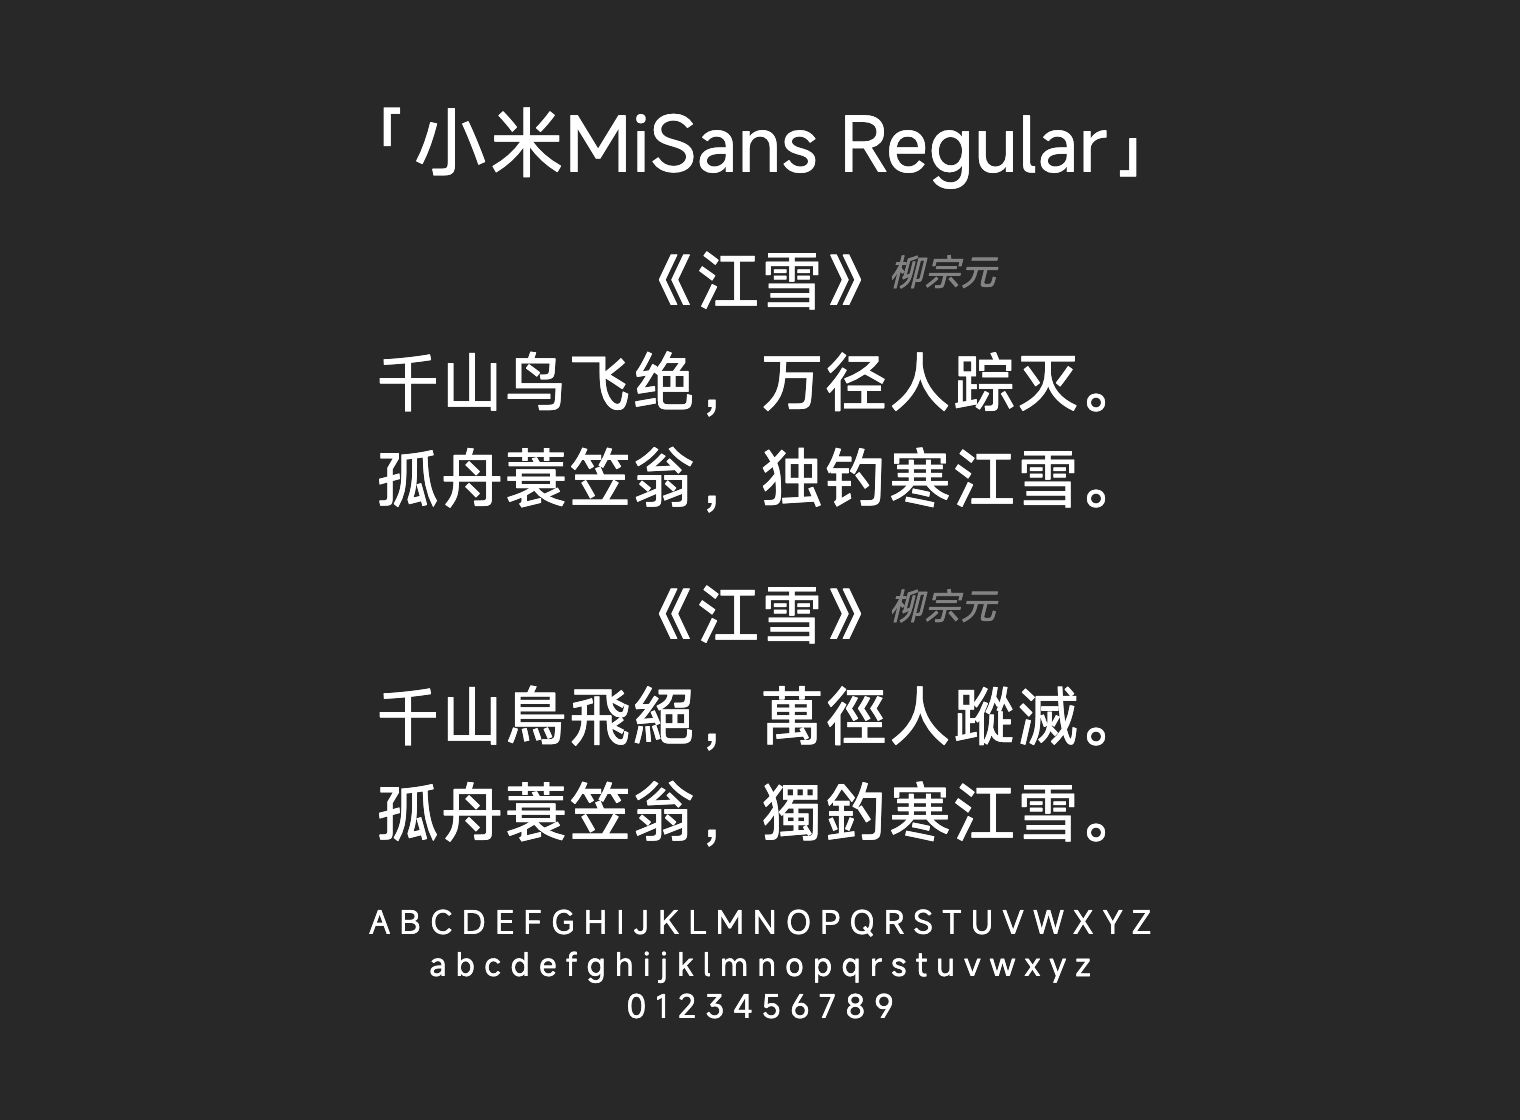 「小米MiSans Regular」
《江雪》 柳宗元
千山鸟飞绝，万径人踪灭。
孤舟蓑笠翁，独钓寒江雪。
《江雪》 柳宗元
千山鳥飛絕，萬徑人蹤滅。
孤舟蓑笠翁，獨釣寒江雪。
A B C D E F G H I J K L M N O P Q R S T U V W X Y Z
a b c d e f g h i j k l m n o p q r s t u v w x y z
0 1 2 3 4 5 6 7 8 9